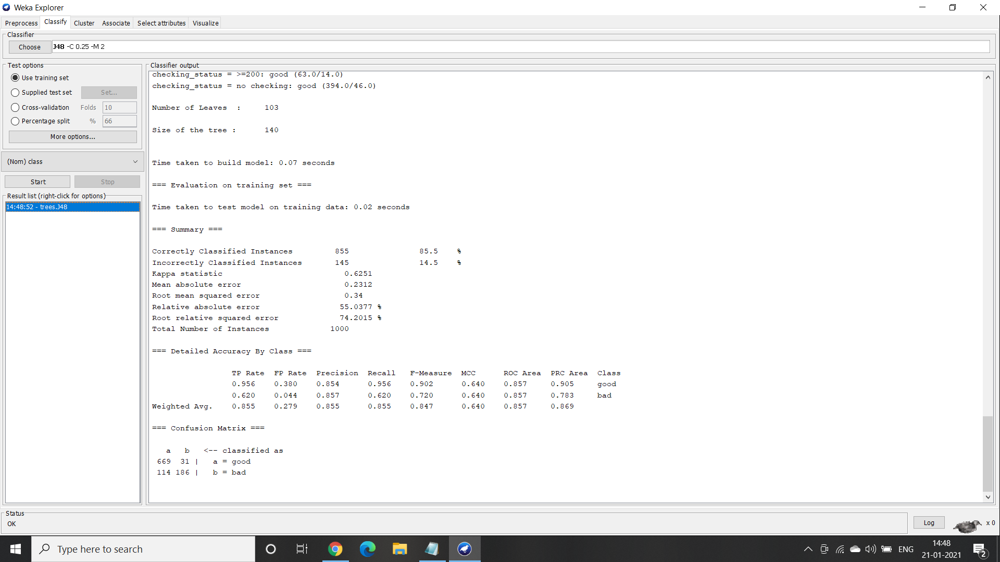 Weka Explorer
Preprocess Classify Cluster Associate Select attributes Visualize
Classifier
Choose J48 -C 0.25 -M 2
Test options
Use training set
Supplied test set Set...
Cross-validation Folds 10
Percentage split % 66
More options...
(Nom) class
Start Stop
Result list (right-click for options)
14:48:52 - trees.J48
Classifier output
checking_status = >=200: good (63.0/14.0)
checking_status = no checking: good (394.0/46.0)
Number of Leaves : 103
Size of the tree : 140
Time taken to build model: 0.07 seconds
=== Evaluation on training set ===
Time taken to test model on training data: 0.02 seconds
=== Summary ===
Correctly Classified Instances 855 85.5 %
Incorrectly Classified Instances 145 14.5 %
Kappa statistic 0.6251
Mean absolute error 0.2312
Root mean squared error 0.34
Relative absolute error 55.0377 %
Root relative squared error 74.2015 %
Total Number of Instances 1000
=== Detailed Accuracy By Class ===
TP Rate FP Rate Precision Recall F-Measure MCC ROC Area PRC Area Class
0.956 0.380 0.854 0.956 0.902 0.640 0.857 0.905 good
0.620 0.044 0.857 0.620 0.720 0.640 0.857 0.783 bad
Weighted Avg. 0.855 0.279 0.855 0.855 0.847 0.640 0.857 0.869
=== Confusion Matrix ===
a b <-- classified as
669 31 | a = good
114 186 | b = bad
Status
OK
Log x 0
Type here to search
ENG
14:48
21-01-2021
2